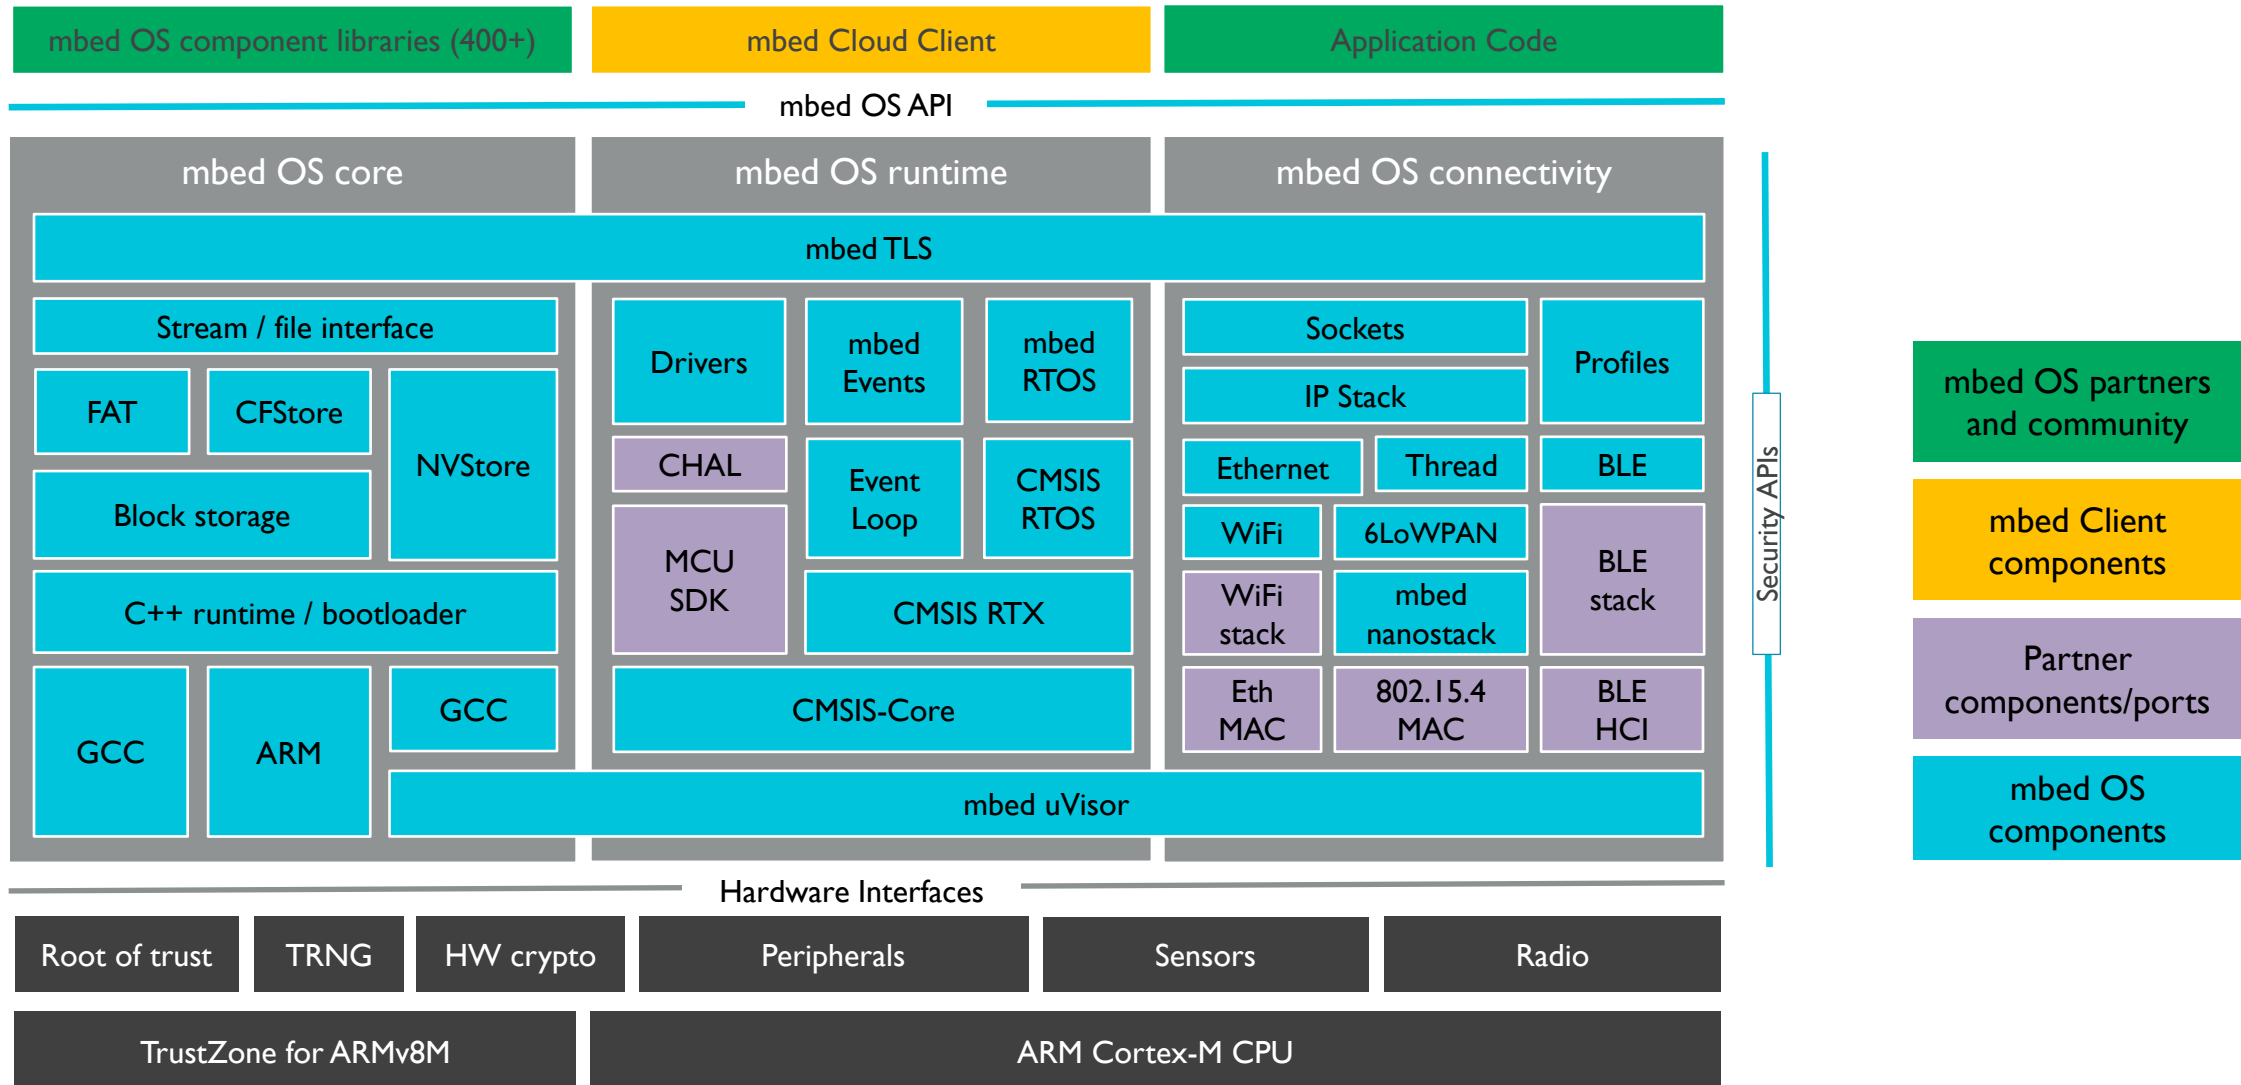 mbed OS component libraries (400+)
mbed Cloud Client
Application Code
mbed OS API
mbed OS core
mbed OS runtime
mbed OS connectivity
mbed TLS
Stream / file interface
FAT
CFStore
NVStore
Block storage
C++ runtime / bootloader
GCC
ARM
GCC
Drivers
mbed
Events
mbed
RTOS
CHAL
Event
Loop
CMSIS
RTOS
MCU
SDK
CMSIS RTX
CMSIS-Core
Sockets
Profiles
IP Stack
Ethernet
Thread
BLE
WiFi
6LoWPAN
BLE
stack
WiFi
stack
mbed
nanostack
Eth
MAC
802.15.4
MAC
BLE
HCI
mbed uVisor
Security APIs
mbed OS partners
and community
mbed Client
components
Partner
components/ports
mbed OS
components
Hardware Interfaces
Root of trust
TRNG
HW crypto
Peripherals
Sensors
Radio
TrustZone for ARMv8M
ARM Cortex-M CPU